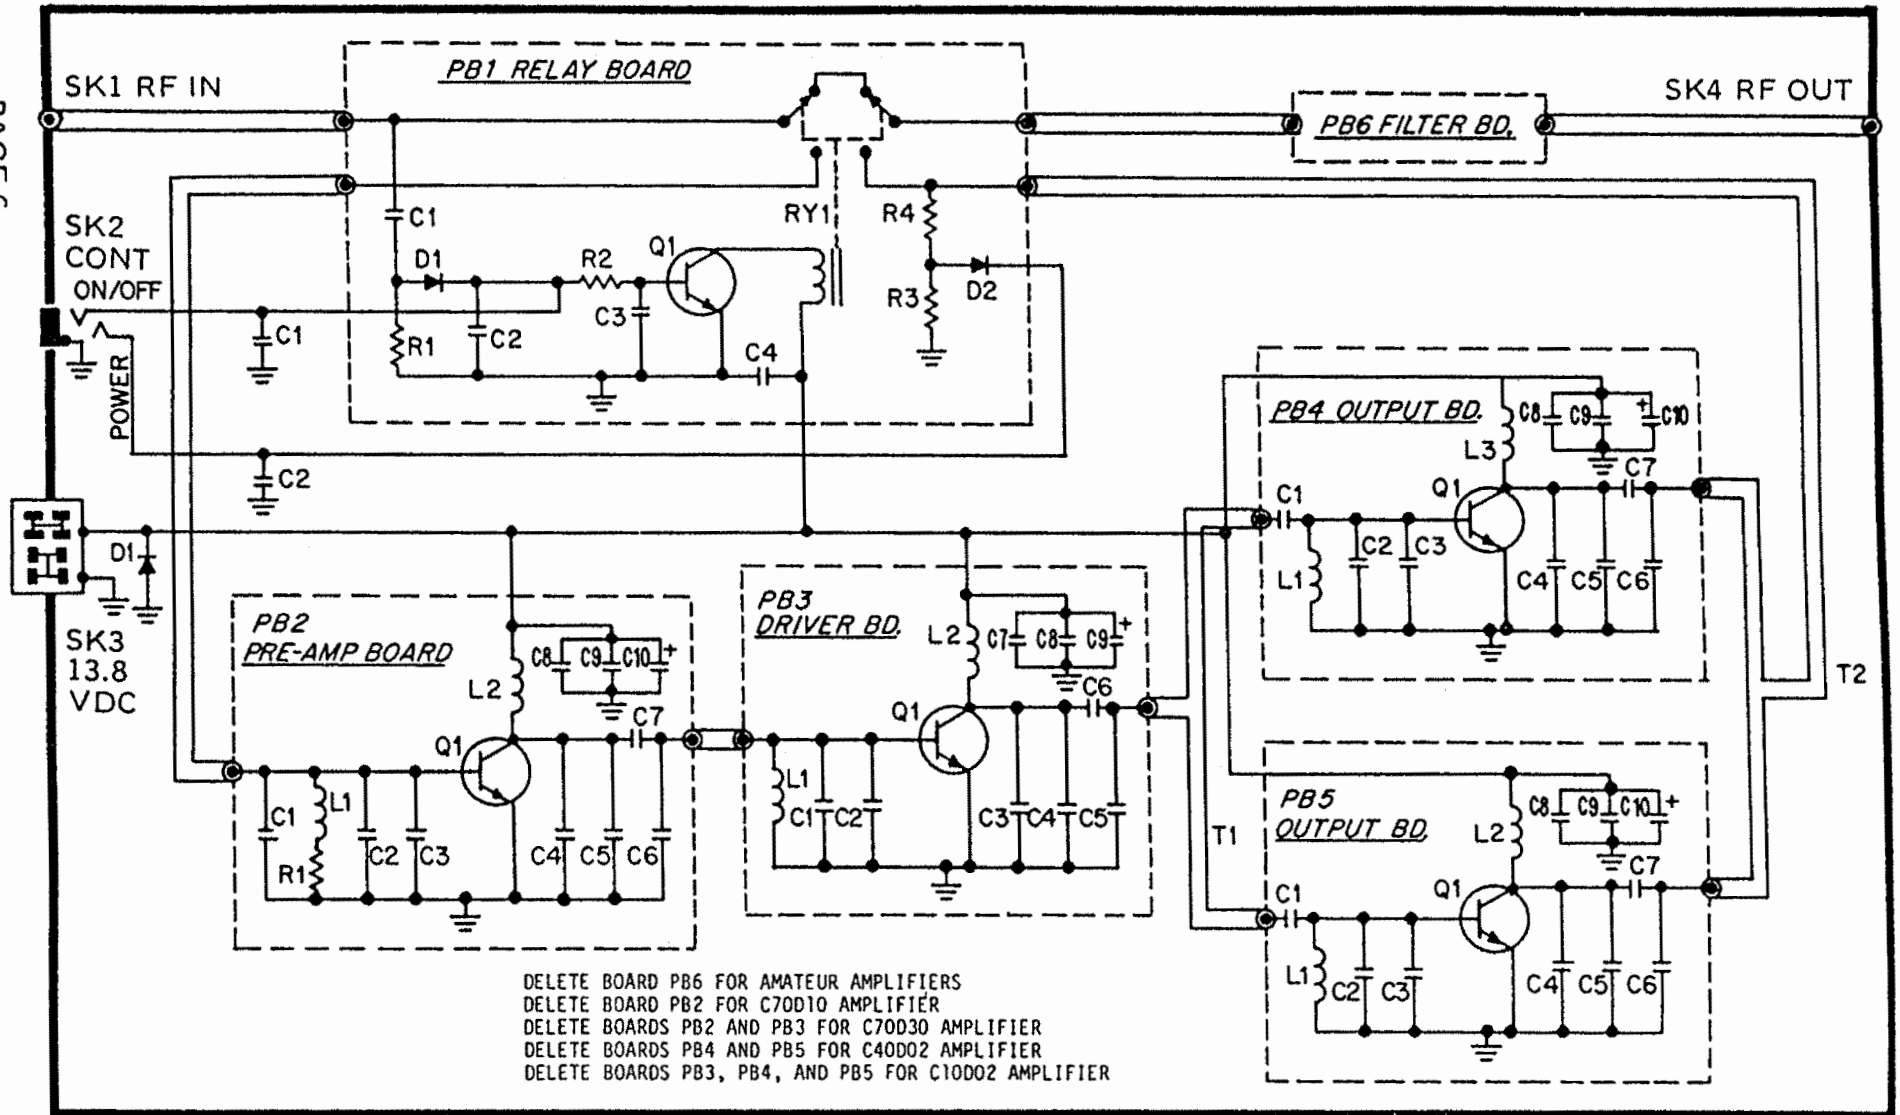 SK1 RF IN
PB1 RELAY BOARD
SK4 RF OUT
PB6 FILTER BD.
SK2
CONT
ON/OFF
POWER
C1
C2
C1
D1
R1
C2
R2
C3
Q1
C4
RY1
R4
R3
D2
D1
SK3
13.8
VDC
PB2
PRE-AMP BOARD
C1
L1
R1
C2
C3
Q1
L2
C8
C9
C10
+
C7
C4
C5
C6
PB3
DRIVER BD.
L1
C1
C2
Q1
L2
C7
C8
C9
+
C6
C3
C4
C5
T1
PB4 OUTPUT BD.
C1
L1
C2
C3
Q1
L3
C8
C9
+
C10
C7
C4
C5
C6
T2
PB5
OUTPUT BD.
C1
L1
C2
C3
Q1
L2
C8
C9
C10
+
C7
C4
C5
C6
DELETE BOARD PB6 FOR AMATEUR AMPLIFIERS
DELETE BOARD PB2 FOR C70D10 AMPLIFIER
DELETE BOARDS PB2 AND PB3 FOR C70D30 AMPLIFIER
DELETE BOARDS PB4 AND PB5 FOR C40D02 AMPLIFIER
DELETE BOARDS PB3, PB4, AND PB5 FOR C10D02 AMPLIFIER